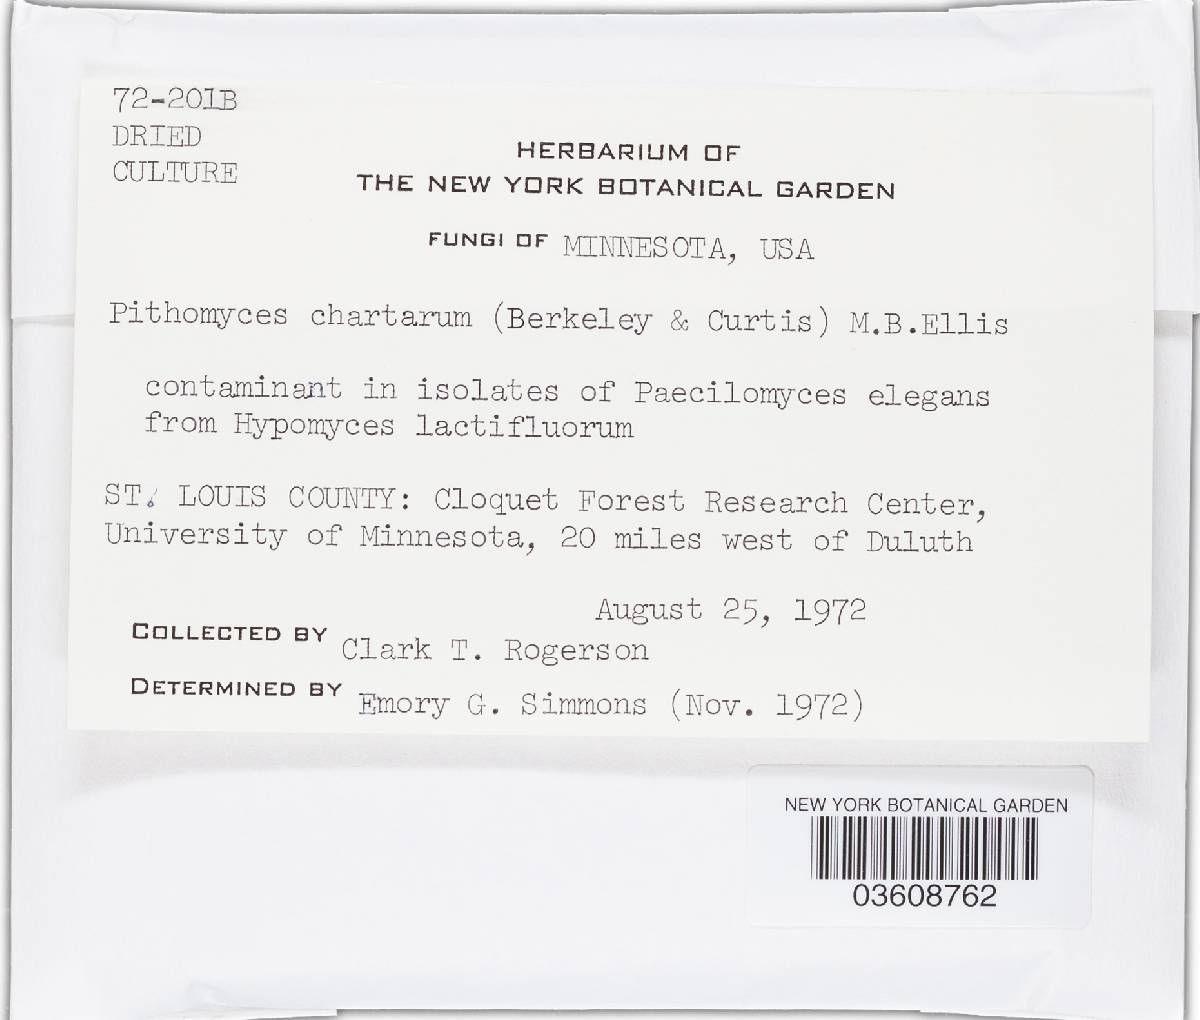 72-201B
DRIED
CULTURE
HERBARIUM OF
THE NEW YORK BOTANICAL GARDEN
FUNGI OF MINNESOTA, USA
Pithomyces chartarum (Berkeley & Curtis) M.B.Ellis
contaminant in isolates of Paecilomyces elegans
from Hypomyces lactifluorum
ST. LOUIS COUNTY: Cloquet Forest Research Center,
University of Minnesota, 20 miles west of Duluth
August 25, 1972
COLLECTED BY Clark T. Rogerson
DETERMINED BY Emory G. Simmons (Nov. 1972)
NEW YORK BOTANICAL GARDEN
03608762